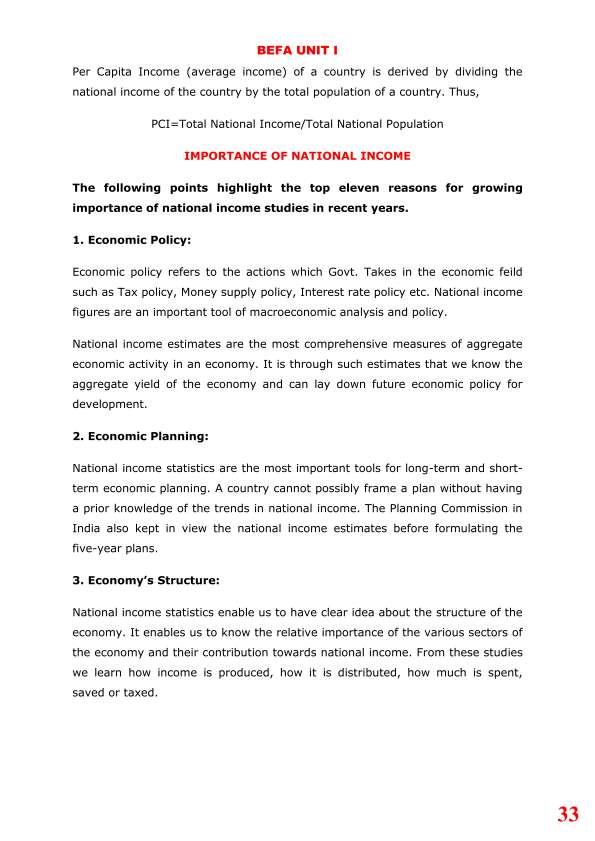 BEFA UNIT I
Per Capita Income (average income) of a country is derived by dividing the
national income of the country by the total population of a country. Thus,
PCI=Total National Income/Total National Population
IMPORTANCE OF NATIONAL INCOME
The following points highlight the top eleven reasons for growing
importance of national income studies in recent years.
1. Economic Policy:
Economic policy refers to the actions which Govt. Takes in the economic feild
such as Tax policy, Money supply policy, Interest rate policy etc. National income
figures are an important tool of macroeconomic analysis and policy.
National income estimates are the most comprehensive measures of aggregate
economic activity in an economy. It is through such estimates that we know the
aggregate yield of the economy and can lay down future economic policy for
development.
2. Economic Planning:
National income statistics are the most important tools for long-term and short-
term economic planning. A country cannot possibly frame a plan without having
a prior knowledge of the trends in national income. The Planning Commission in
India also kept in view the national income estimates before formulating the
five-year plans.
3. Economy’s Structure:
National income statistics enable us to have clear idea about the structure of the
economy. It enables us to know the relative importance of the various sectors of
the economy and their contribution towards national income. From these studies
we learn how income is produced, how it is distributed, how much is spent,
saved or taxed.
33